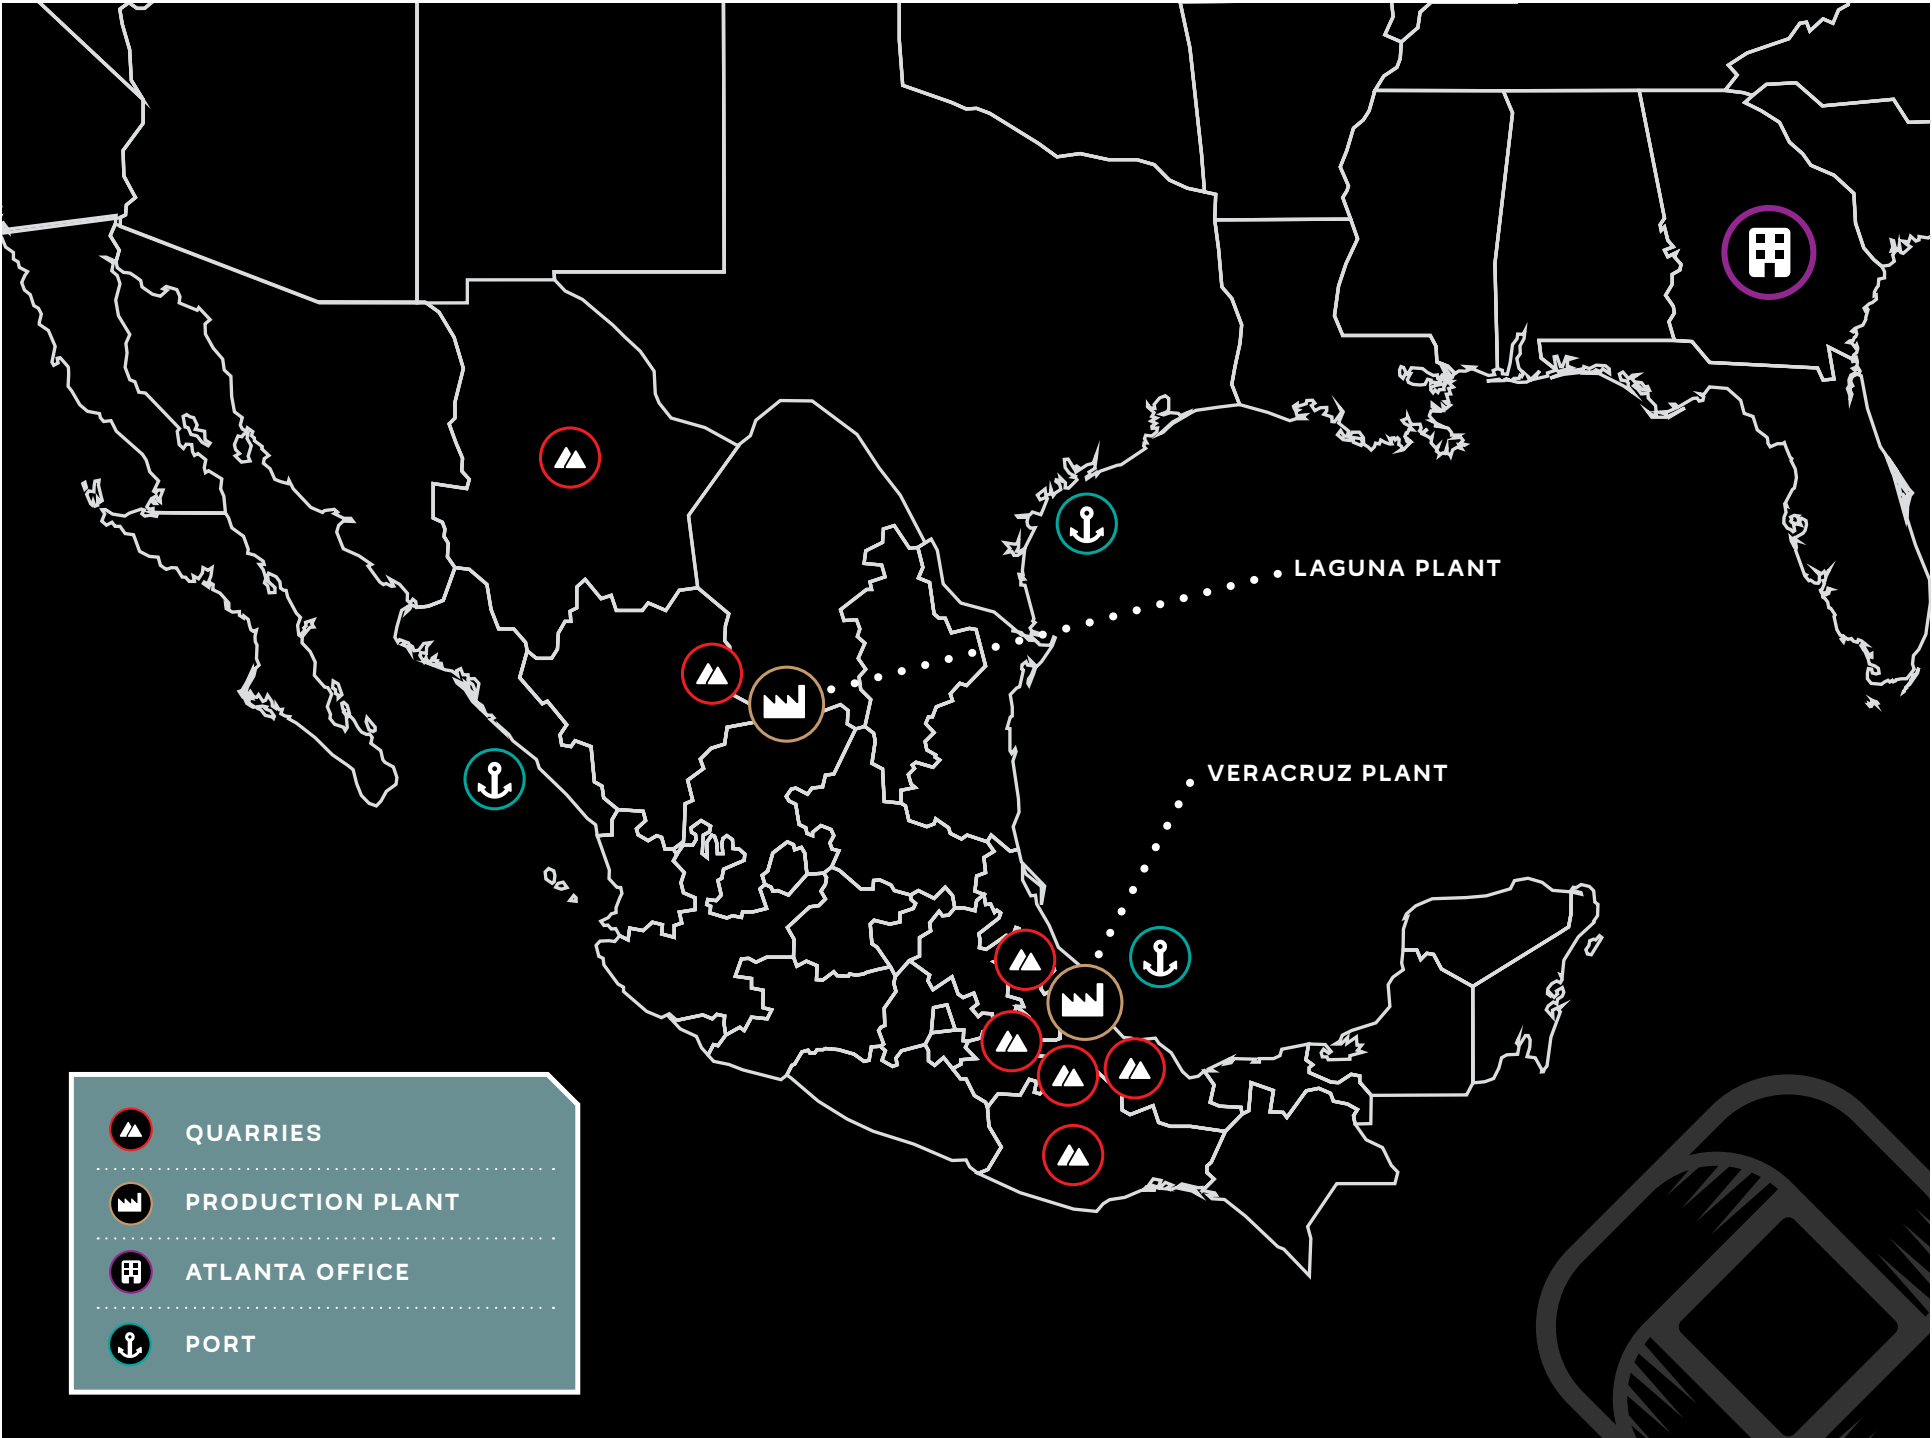 LAGUNA PLANT
VERACRUZ PLANT
QUARRIES
PRODUCTION PLANT
ATLANTA OFFICE
PORT